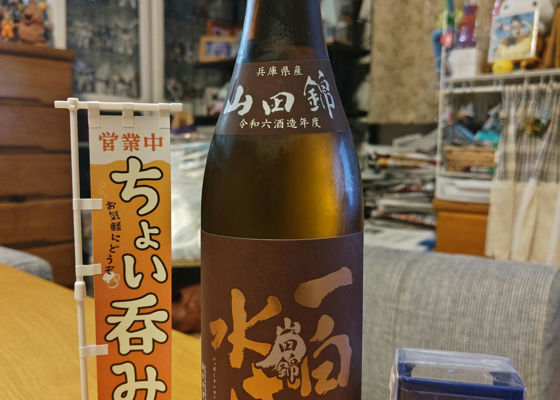 兵庫県産
山田錦
令和六酒造年度
営業中
ちょい呑み
お気軽にどうぞ
一白
水
山田錦